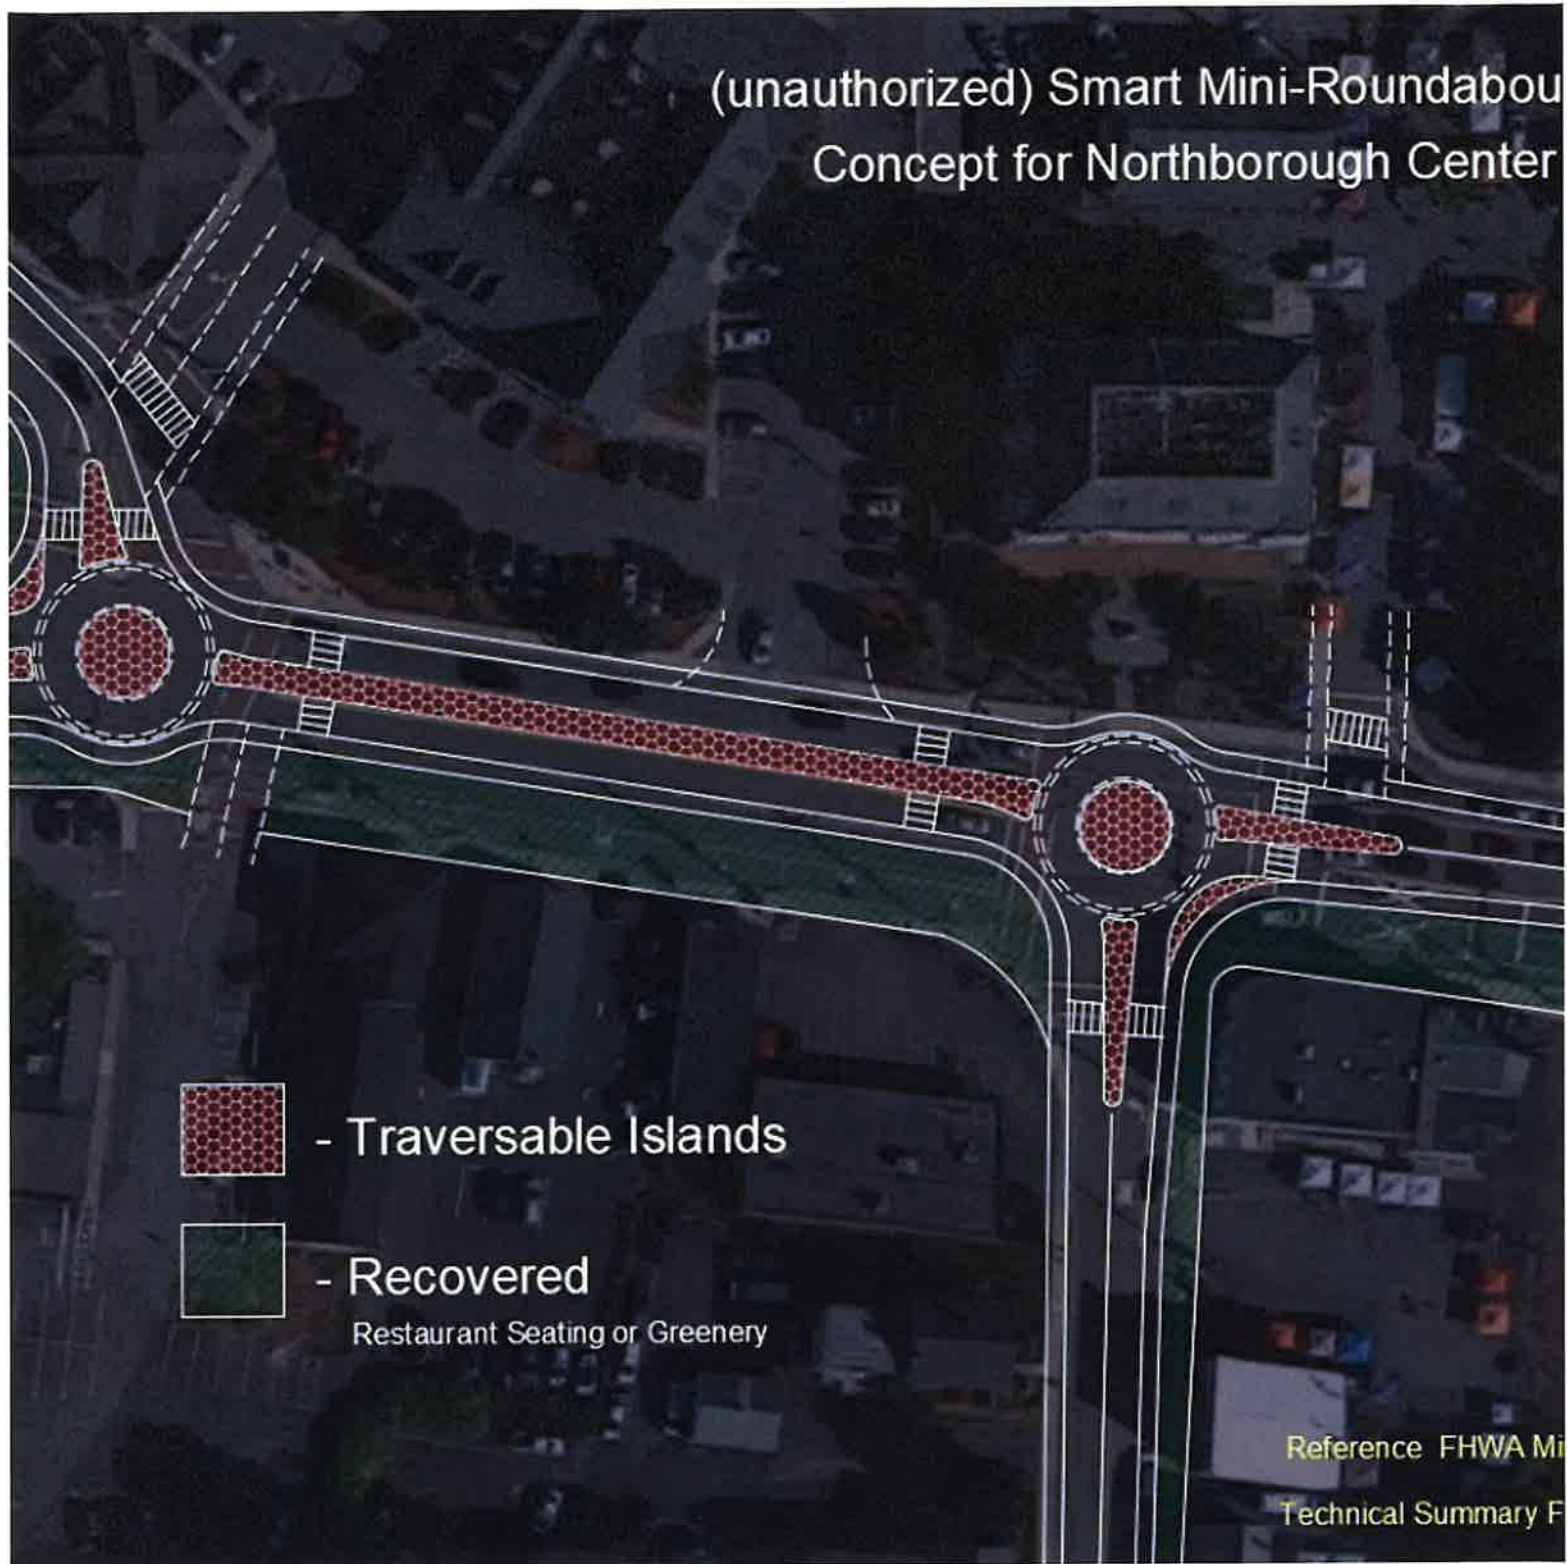 (unauthorized) Smart Mini-Roundabou
Concept for Northborough Center
- Traversable Islands
- Recovered
Restaurant Seating or Greenery
Reference FHWA Mi
Technical Summary F